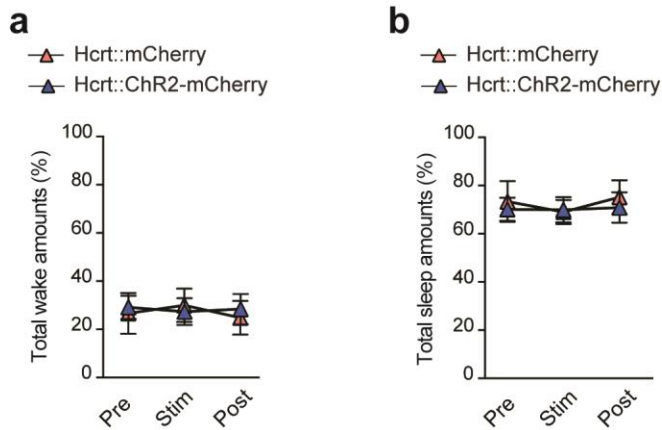 a
Hcrt::mCherry
Hcrt::ChR2-mCherry
Total wake amounts (%)
100
80
60
40
20
0
Pre
Stim
Post
b
Hcrt::mCherry
Hcrt::ChR2-mCherry
Total sleep amounts (%)
100
80
60
40
20
0
Pre
Stim
Post